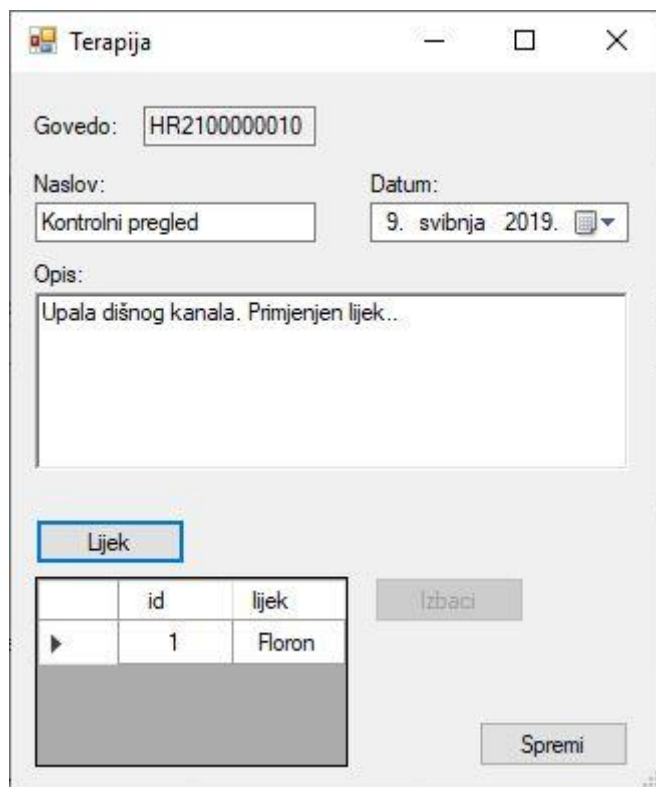 Terapija
Govedo: HR2100000010
Naslov: Datum:
Kontrolni pregled 9. svibnja 2019.
Opis:
Upala dišnog kanala. Primjenjen lijek..
Lijek
id lijek Izbaci
1 Floron
Spremi